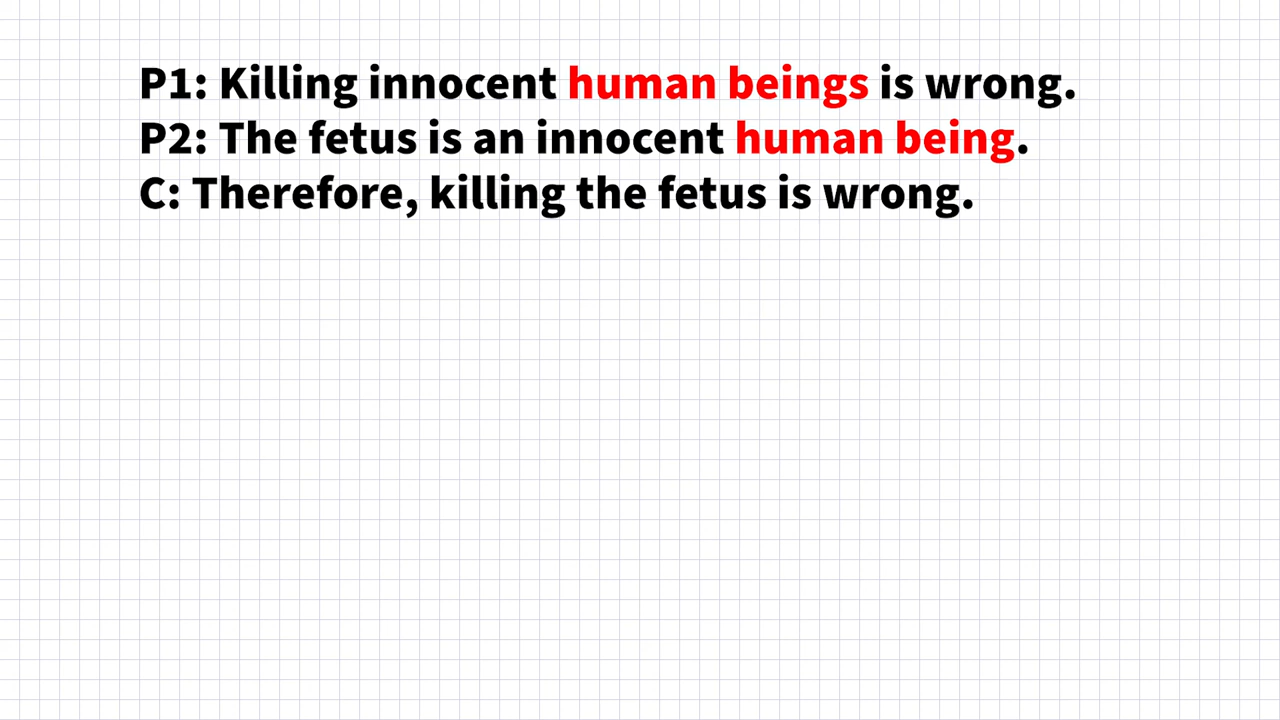 P1: Killing innocent human beings is wrong.
P2: The fetus is an innocent human being.
C: Therefore, killing the fetus is wrong.